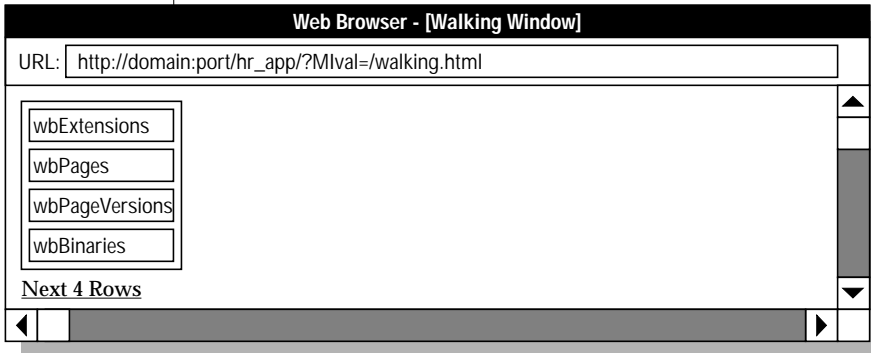 Web Browser - [Walking Window]
URL: http://domain:port/hr_app/?MIval=/walking.html
wbExtensions
wbPages
wbPageVersions
wbBinaries
Next 4 Rows